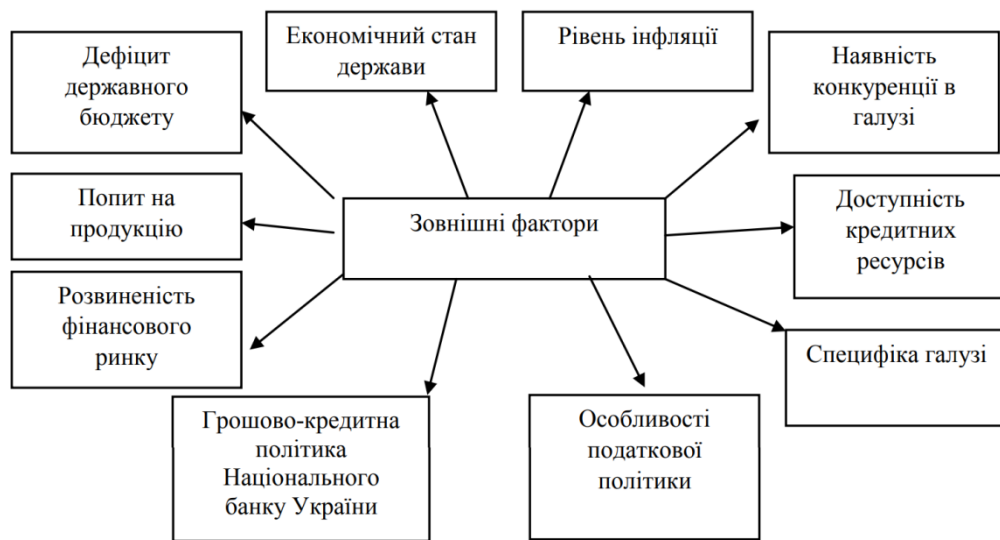 Дефіцит
державного
бюджету
Економічний стан
держави
Рівень інфляції
Наявність
конкуренції в
галузі
Попит на
продукцію
Зовнішні фактори
Доступність
кредитних
ресурсів
Розвиненість
фінансового
ринку
Специфіка галузі
Грошово-кредитна
політика
Національного
банку України
Особливості
податкової
політики